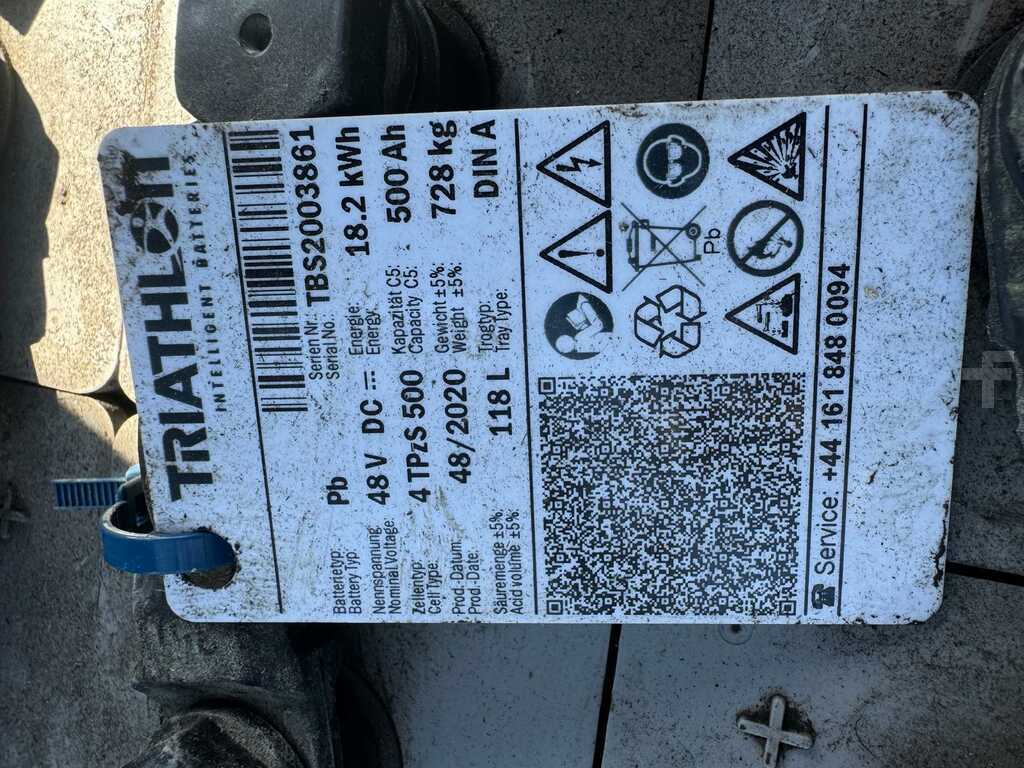 TRIATHLON
INTELLIGENT BATTERIES
Serien Nr.: TBS2003861
Serial No.:
Batterietyp: Pb
Battery Typ:
Nennspannung 48 V DC Energie: 18.2 kWh
Nominal Voltage: Energy:
Zellentyp: 4 TPzS 500 Kapazität C5: 500 Ah
Cell Type: Capacity C5:
Prod.-Datum: 48/2020 Gewicht ±5%: 728 kg
Prod.-Date: Weight ±5%:
Säuremenge ±5%: 118 L Trogtyp: DIN A
Acid volume ±5%: Tray type:
Pb
Service: +44 161 848 0094